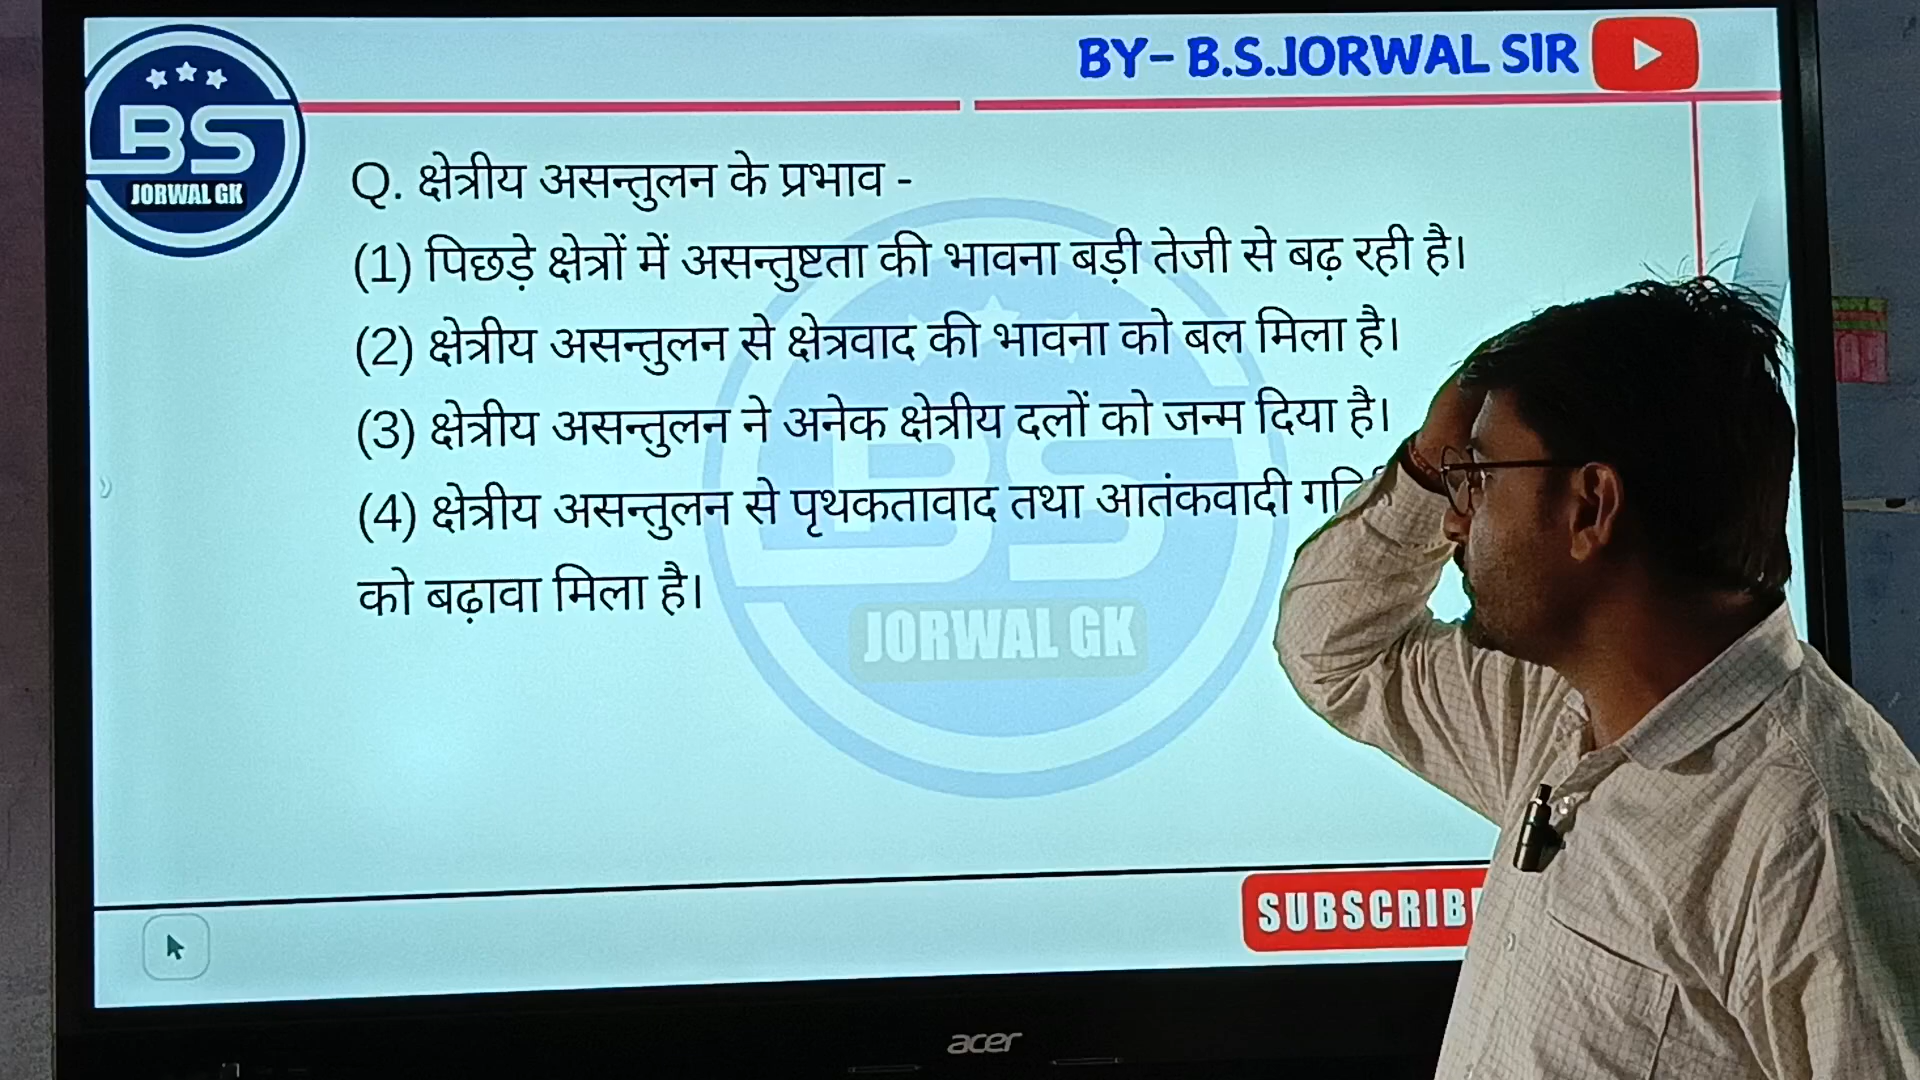 BY- B.S.JORWAL SIR
BS
JORWAL GK
Q. क्षेत्रीय असन्तुलन के प्रभाव -
(1) पिछड़े क्षेत्रों में असन्तुष्टता की भावना बड़ी तेजी से बढ़ रही है।
(2) क्षेत्रीय असन्तुलन से क्षेत्रवाद की भावना को बल मिला है।
(3) क्षेत्रीय असन्तुलन ने अनेक क्षेत्रीय दलों को जन्म दिया है।
(4) क्षेत्रीय असन्तुलन से पृथकतावाद तथा आतंकवादी
को बढ़ावा मिला है।
BS
JORWAL GK
SUBSCRIB
acer